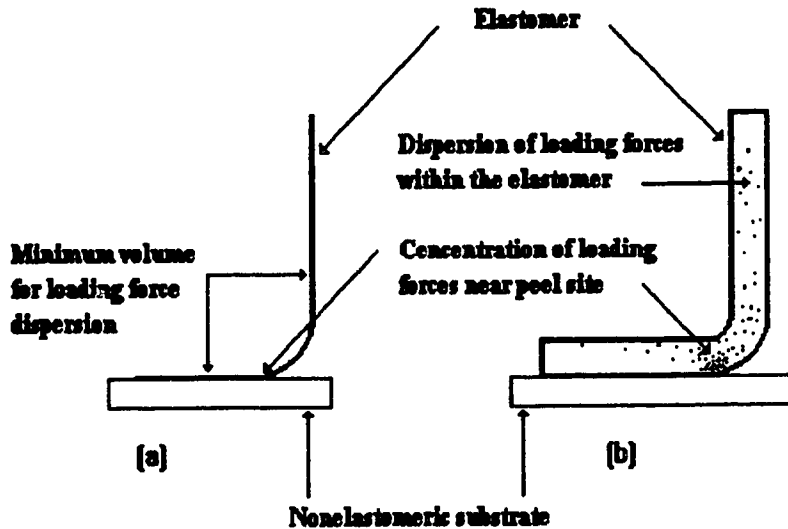 Elastomer
Dispersion of loading forces
within the elastomer
Minimum volume
for loading force
dispersion
Cencentration of loading
forces near peel site
[a]
[b]
Nonelastomeric substrate